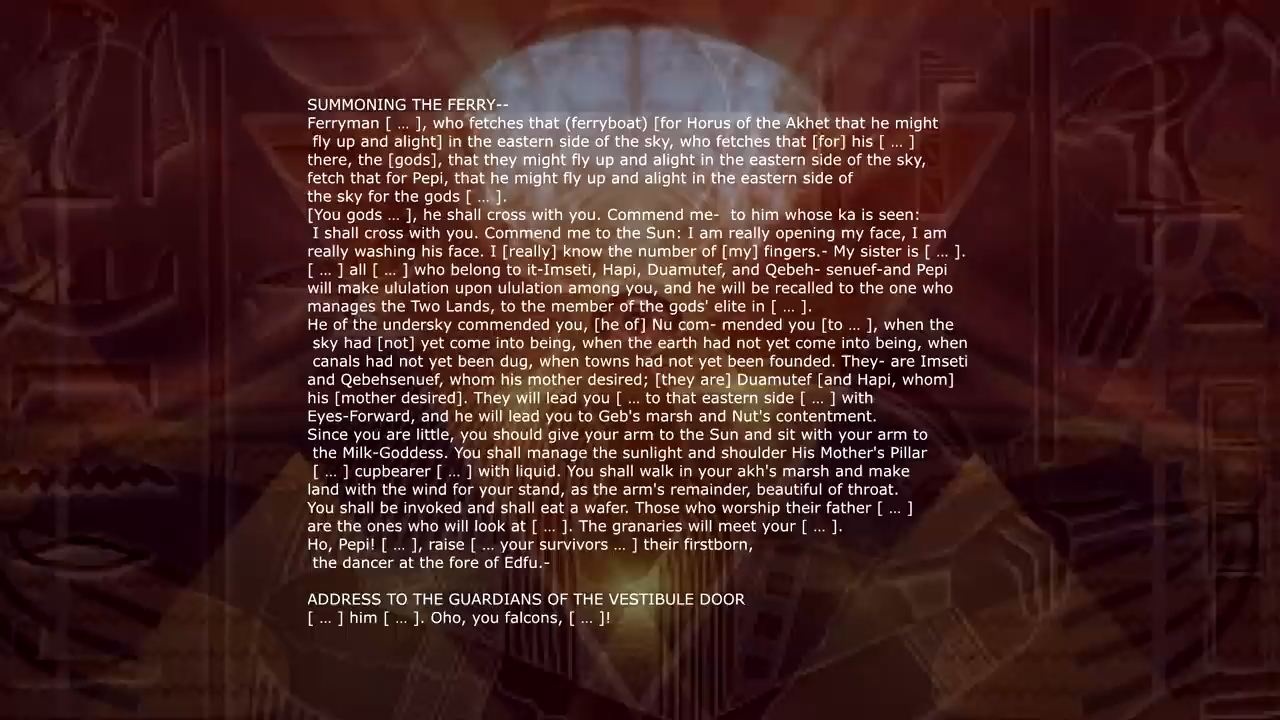 SUMMONING THE FERRY--
Ferryman [ … ], who fetches that (ferryboat) [for Horus of the Akhet that he might
fly up and alight] in the eastern side of the sky, who fetches that [for] his [ … ]
there, the [gods], that they might fly up and alight in the eastern side of the sky,
fetch that for Pepi, that he might fly up and alight in the eastern side of
the sky for the gods [ … ].
[You gods … ], he shall cross with you. Commend me-  to him whose ka is seen:
I shall cross with you. Commend me to the Sun: I am really opening my face, I am
really washing his face. I [really] know the number of [my] fingers.- My sister is [ … ].
[ … ] all [ … ] who belong to it-Imseti, Hapi, Duamutef, and Qebeh- senuef-and Pepi
will make ululation upon ululation among you, and he will be recalled to the one who
manages the Two Lands, to the member of the gods' elite in [ … ].
He of the undersky commended you, [he of] Nu com- mended you [to … ], when the
sky had [not] yet come into being, when the earth had not yet come into being, when
canals had not yet been dug, when towns had not yet been founded. They- are Imseti
and Qebehsenuef, whom his mother desired; [they are] Duamutef [and Hapi, whom]
his [mother desired]. They will lead you [ … to that eastern side [ … ] with
Eyes-Forward, and he will lead you to Geb's marsh and Nut's contentment.
Since you are little, you should give your arm to the Sun and sit with your arm to
the Milk-Goddess. You shall manage the sunlight and shoulder His Mother's Pillar
[ … ] cupbearer [ … ] with liquid. You shall walk in your akh's marsh and make
land with the wind for your stand, as the arm's remainder, beautiful of throat.
You shall be invoked and shall eat a wafer. Those who worship their father [ … ]
are the ones who will look at [ … ]. The granaries will meet your [ … ].
Ho, Pepi! [ … ], raise [ … your survivors … ] their firstborn,
the dancer at the fore of Edfu.-
ADDRESS TO THE GUARDIANS OF THE VESTIBULE DOOR
[ … ] him [ … ]. Oho, you falcons, [ … ]!